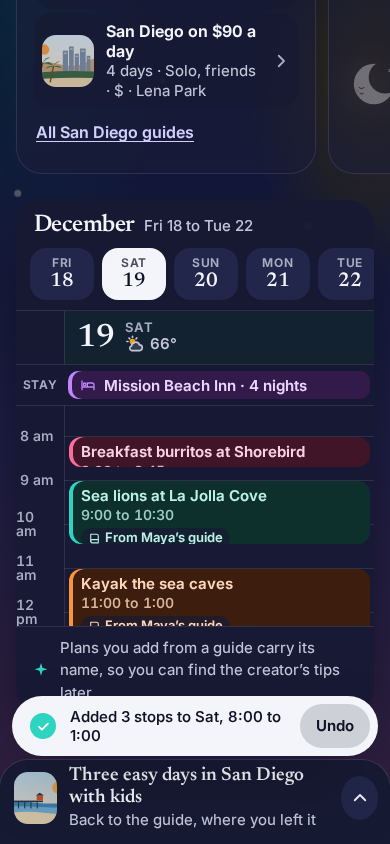 San Diego on $90 a
day
4 days · Solo, friends
· $ · Lena Park
All San Diego guides
December Fri 18 to Tue 22
FRI SAT SUN MON TUE
18 19 20 21 22
19 SAT
66°
STAY Mission Beach Inn · 4 nights
8 am
Breakfast burritos at Shorebird
9 am
Sea lions at La Jolla Cove
9:00 to 10:30
10
am
From Maya's guide
11
am
Kayak the sea caves
11:00 to 1:00
12
pm
From Maya's guide
Plans you add from a guide carry its
name, so you can find the creator's tips
later
Added 3 stops to Sat, 8:00 to
1:00
Undo
Three easy days in San Diego
with kids
Back to the guide, where you left it